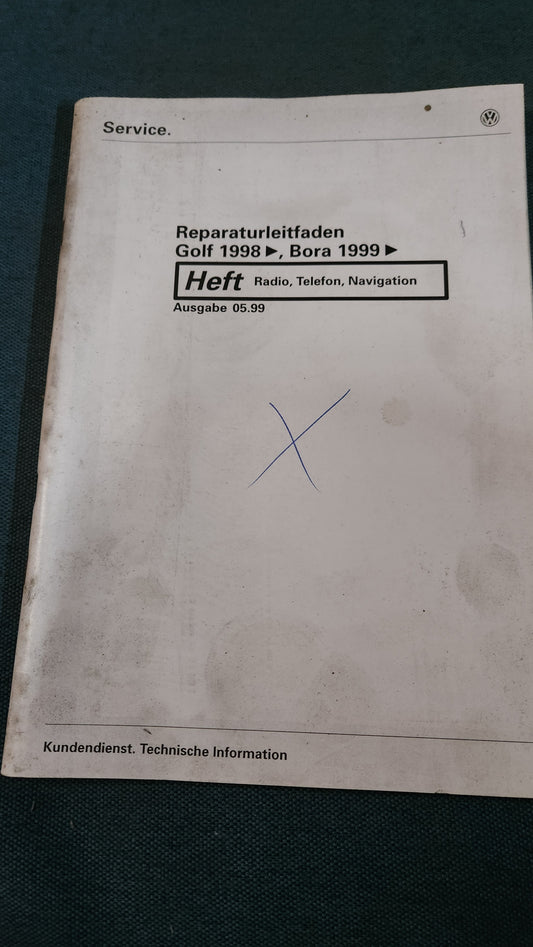 Service.
Reparaturleitfaden
Golf 1998 ▶, Bora 1999 ▶
Heft Radio, Telefon, Navigation
Ausgabe 05.99
Kundendienst. Technische Information